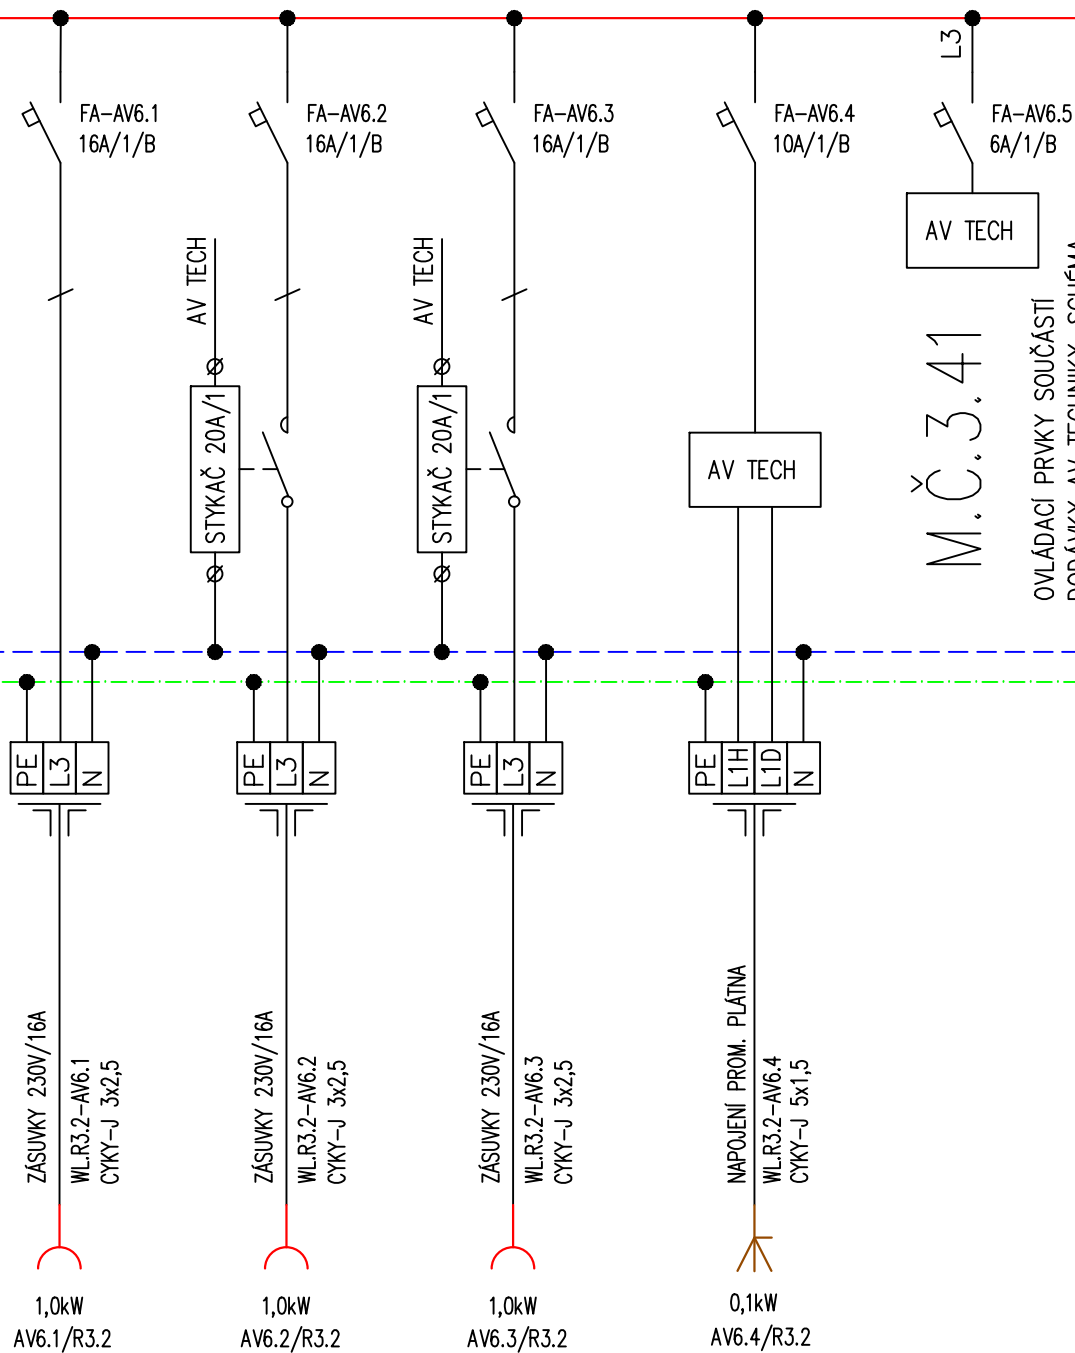 FA-AV6.1
16A/1/B
FA-AV6.2
16A/1/B
FA-AV6.3
16A/1/B
FA-AV6.4
10A/1/B
L3
FA-AV6.5
6A/1/B
AV TECH
AV TECH
AV TECH
STYKAČ 20A/1
STYKAČ 20A/1
AV TECH
M.Č.3.41
OVLÁDACÍ PRVKY SOUČÁSTÍ
DODÁVKY AV TECHNIKY, SCHÉMA
PE
L3
N
PE
L3
N
PE
L3
N
PE
L1H
L1D
N
ZÁSUVKY 230V/16A
WL.R3.2-AV6.1
CYKY-J 3x2,5
ZÁSUVKY 230V/16A
WL.R3.2-AV6.2
CYKY-J 3x2,5
ZÁSUVKY 230V/16A
WL.R3.2-AV6.3
CYKY-J 3x2,5
NAPOJENÍ PROM. PLÁTNA
WL.R3.2-AV6.4
CYKY-J 5x1,5
1,0kW
AV6.1/R3.2
1,0kW
AV6.2/R3.2
1,0kW
AV6.3/R3.2
0,1kW
AV6.4/R3.2